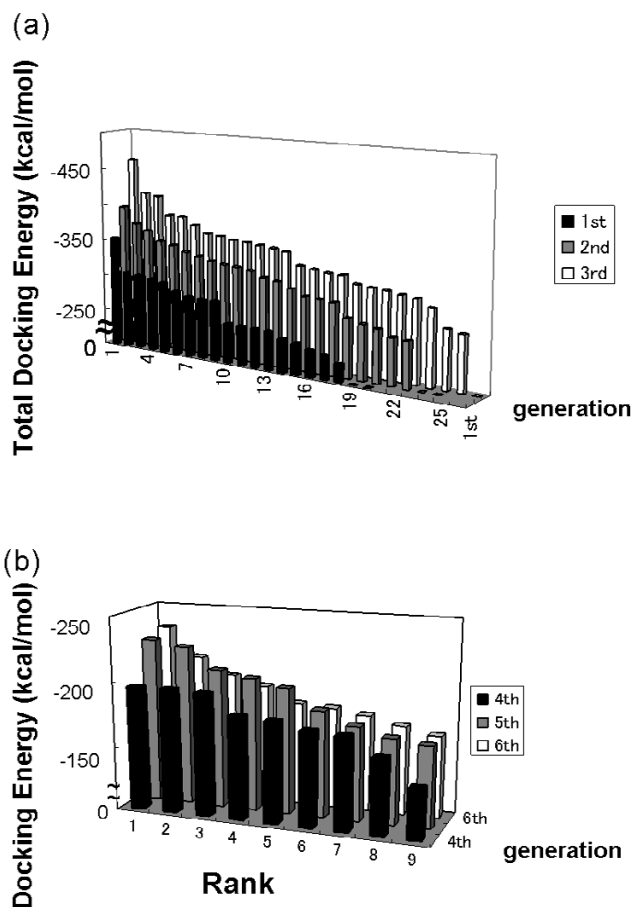 (a)
Total Docking Energy (kcal/mol)
-450
-350
-250
0
1
4
7
10
13
16
19
22
25
1st
generation
1st
2nd
3rd
(b)
Docking Energy (kcal/mol)
-250
-200
-150
0
1 2 3 4 5 6 7 8 9
4th
6th
generation
Rank
4th
5th
6th